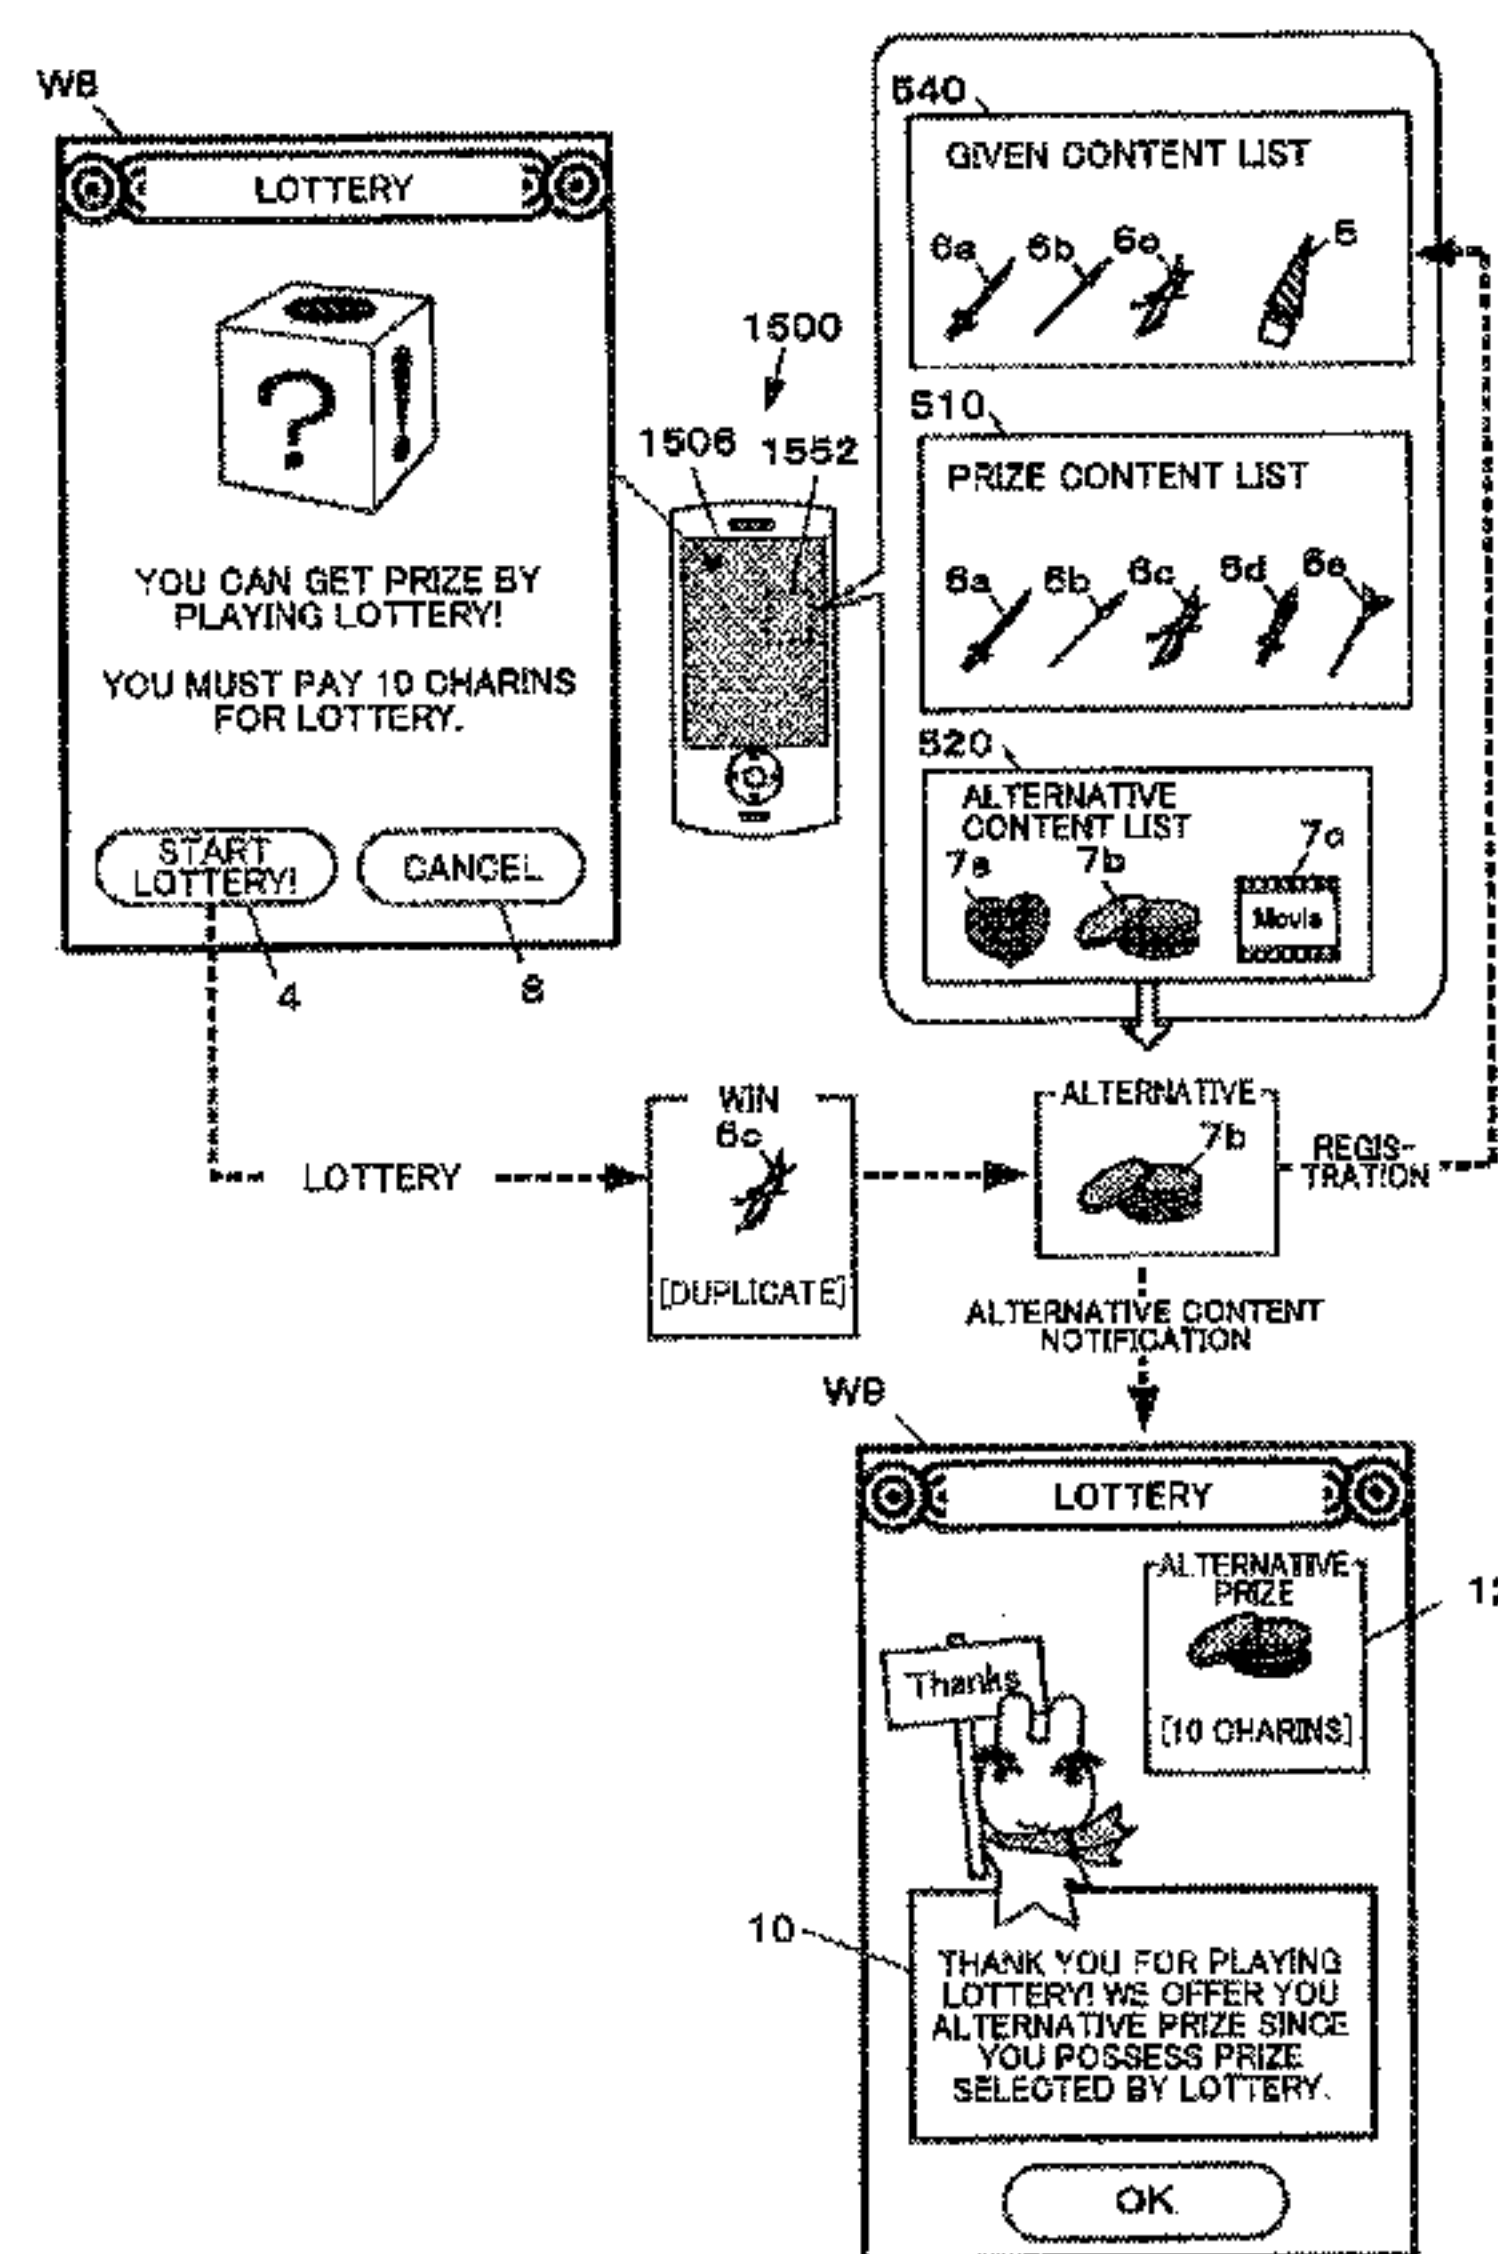 W8
LOTTERY
YOU CAN GET PRIZE BY
PLAYING LOTTERY!
YOU MUST PAY 10 CHARINS
FOR LOTTERY.
START
LOTTERY!
CANCEL
4
8
1500
1506
1552
540
GIVEN CONTENT LIST
6a
6b
6e
5
510
PRIZE CONTENT LIST
6a
6b
6c
6d
6e
520
ALTERNATIVE
CONTENT LIST
7a
7b
7c
Movie
LOTTERY
WIN
6c
[DUPLICATE]
ALTERNATIVE
7b
REGIS-
TRATION
ALTERNATIVE CONTENT
NOTIFICATION
W9
LOTTERY
ALTERNATIVE
PRIZE
[10 CHARINS]
Thanks
10
THANK YOU FOR PLAYING
LOTTERY! WE OFFER YOU
ALTERNATIVE PRIZE SINCE
YOU POSSESS PRIZE
SELECTED BY LOTTERY.
OK